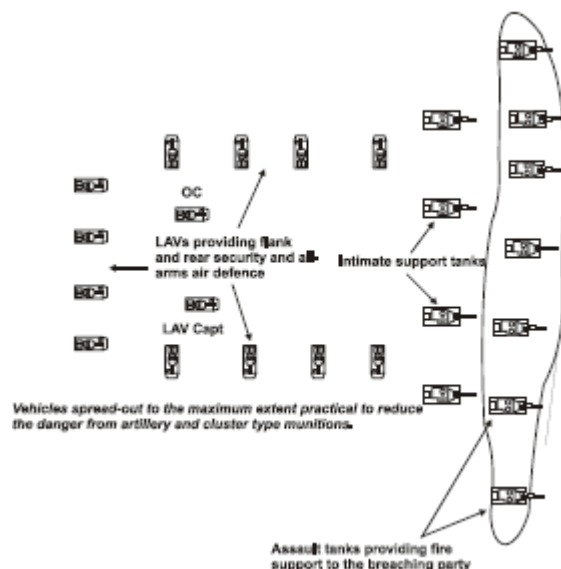 OC
LAVs providing flank
and rear security and all-
arms air defence
Intimate support tanks
LAV Capt
Vehicles spread-out to the maximum extent practical to reduce
the danger from artillery and cluster type munitions.
Assault tanks providing fire
support to the breaching party